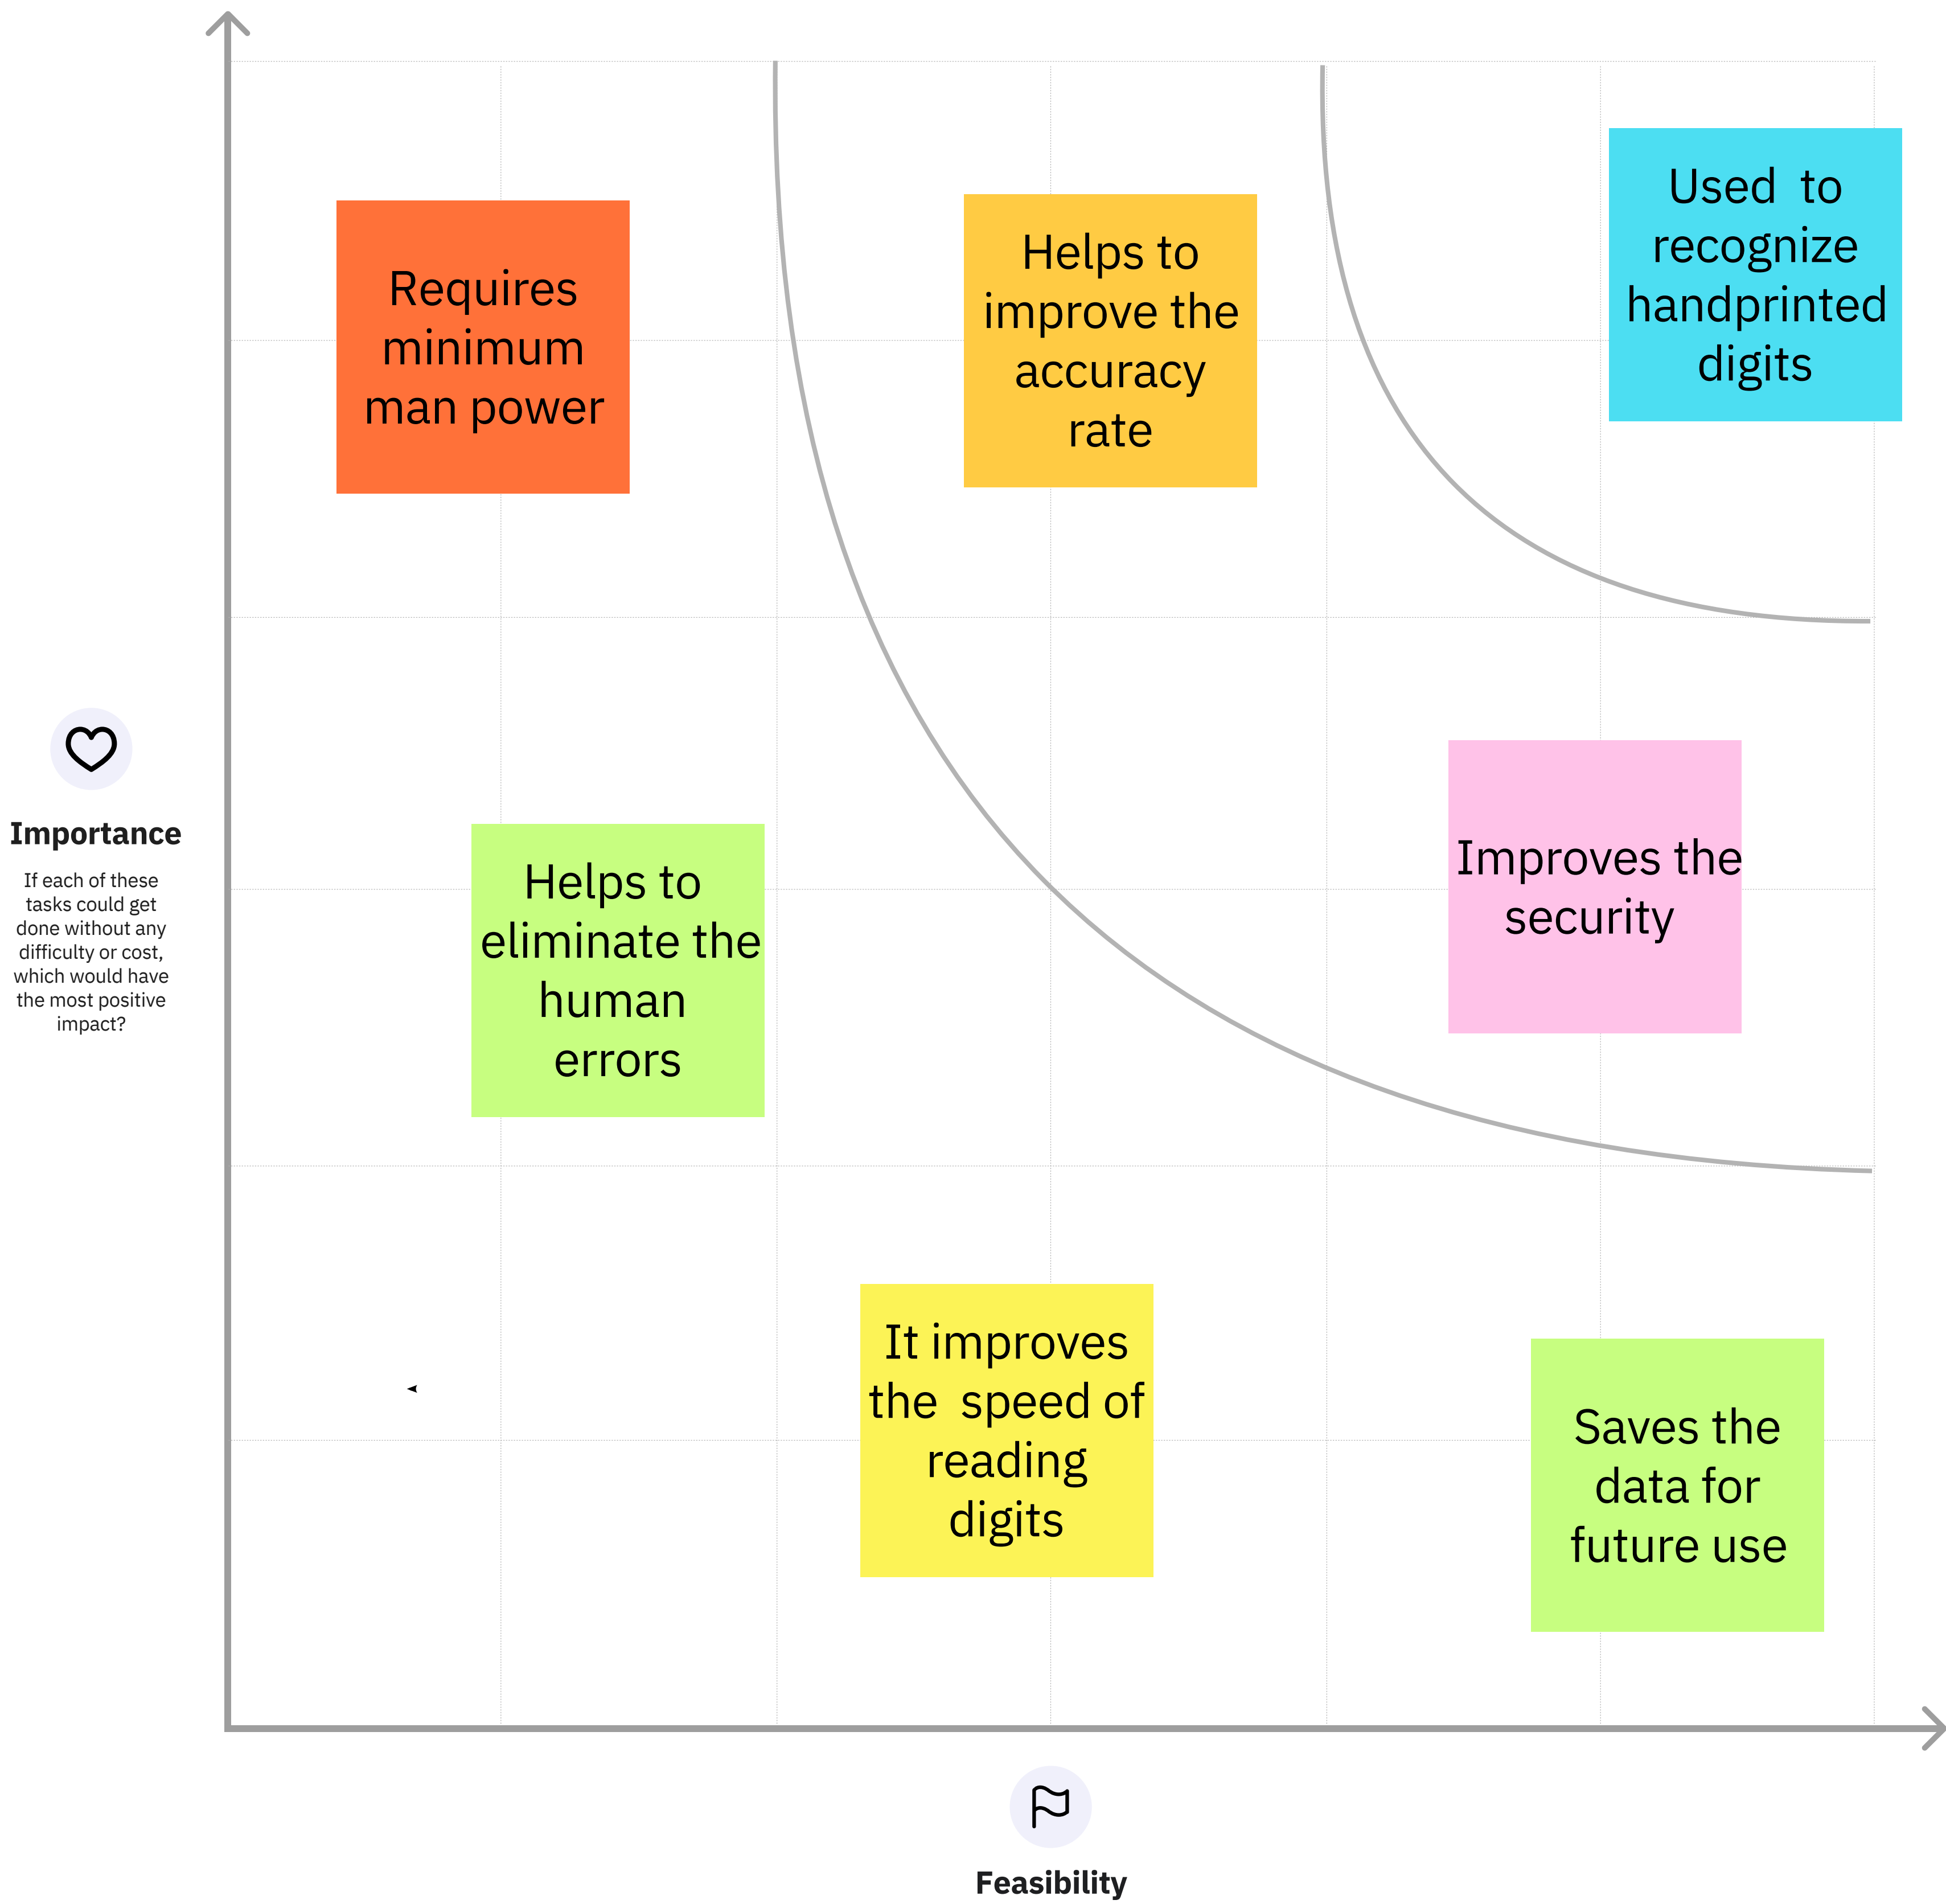 Requires
minimum
man power
Helps to
improve the
accuracy
rate
Used  to
recognize
handprinted
digits
Importance
If each of these
tasks could get
done without any
difficulty or cost,
which would have
the most positive
impact?
Helps to
eliminate the
human
errors
Improves the
security
It improves
the  speed of
reading
digits
Saves the
data for
future use
Feasibility